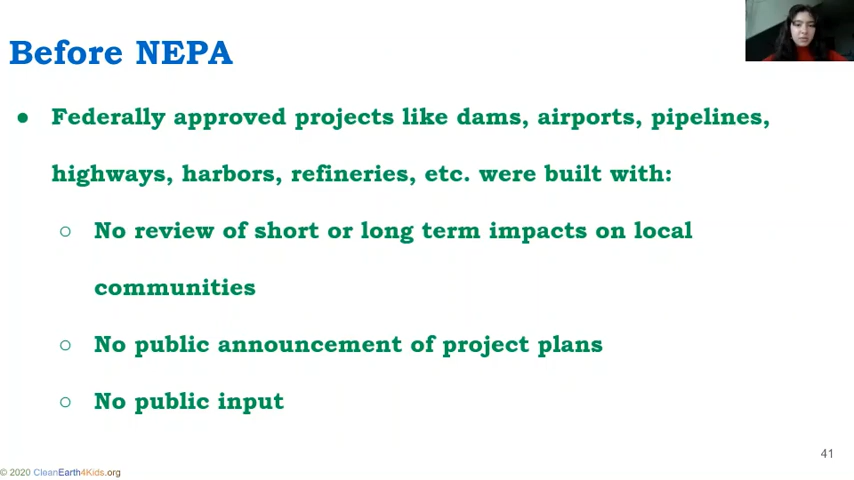 Before NEPA
● Federally approved projects like dams, airports, pipelines,
highways, harbors, refineries, etc. were built with:
○ No review of short or long term impacts on local
communities
○ No public announcement of project plans
○ No public input
41
© 2020 CleanEarth4Kids.org